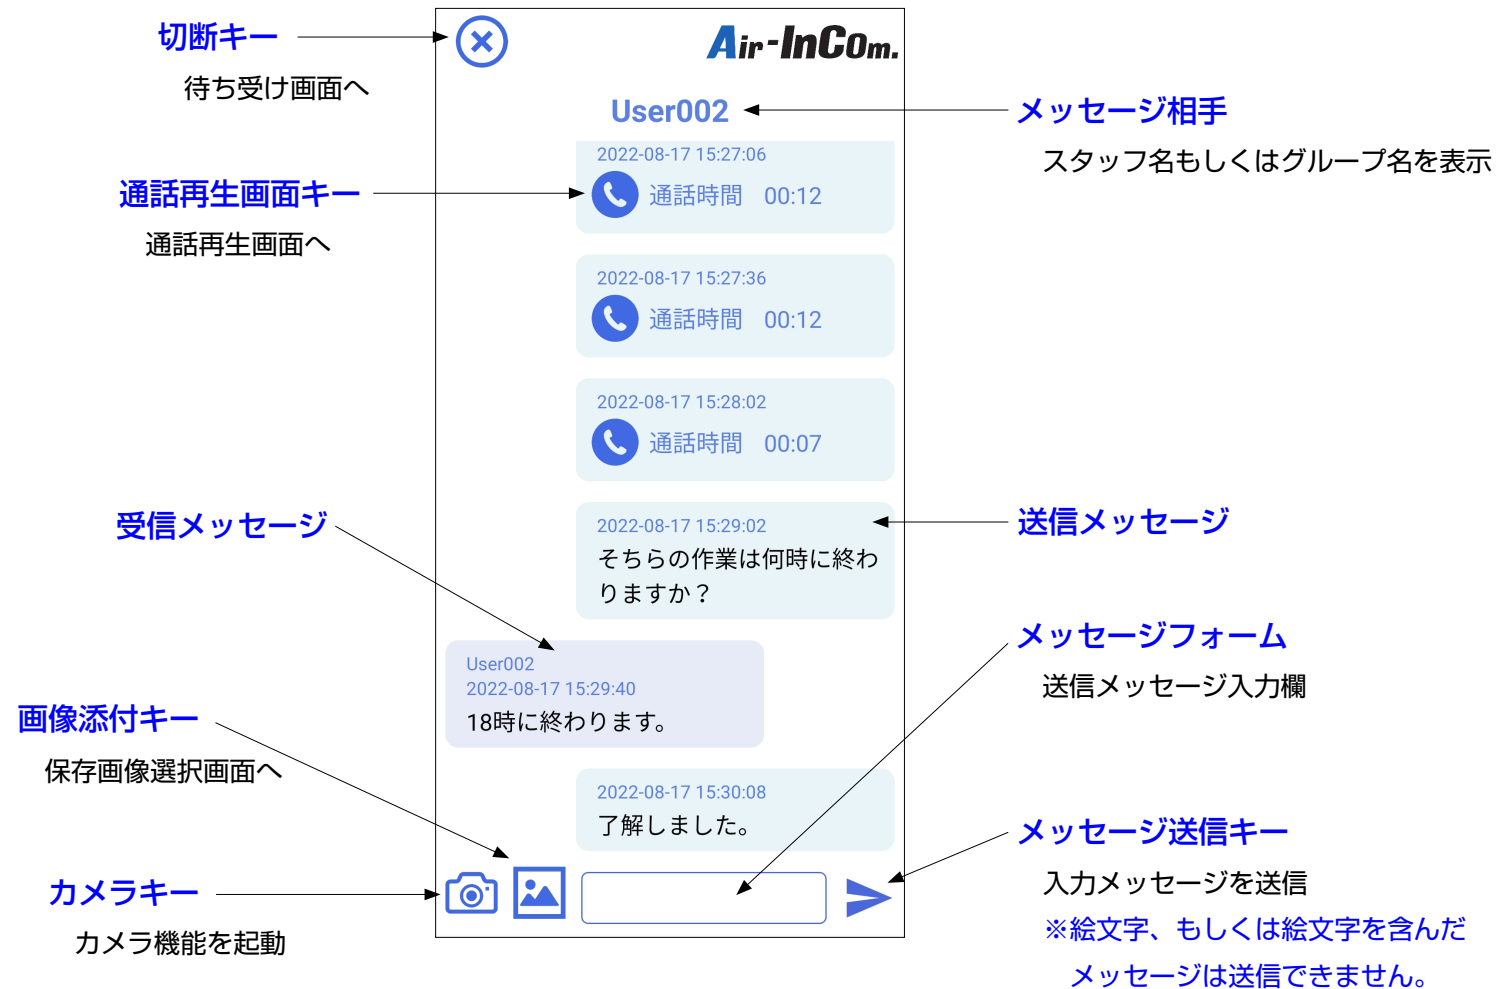 切断キー
待ち受け画面へ
通話再生画面キー
通話再生画面へ
受信メッセージ
画像添付キー
保存画像選択画面へ
カメラキー
カメラ機能を起動
Air-InCom.
User002
2022-08-17 15:27:06
通話時間 00:12
2022-08-17 15:27:36
通話時間 00:12
2022-08-17 15:28:02
通話時間 00:07
2022-08-17 15:29:02
そちらの作業は何時に終わ
りますか？
User002
2022-08-17 15:29:40
18時に終わります。
2022-08-17 15:30:08
了解しました。
メッセージ相手
スタッフ名もしくはグループ名を表示
送信メッセージ
メッセージフォーム
送信メッセージ入力欄
メッセージ送信キー
入力メッセージを送信
※絵文字、もしくは絵文字を含んだ
メッセージは送信できません。